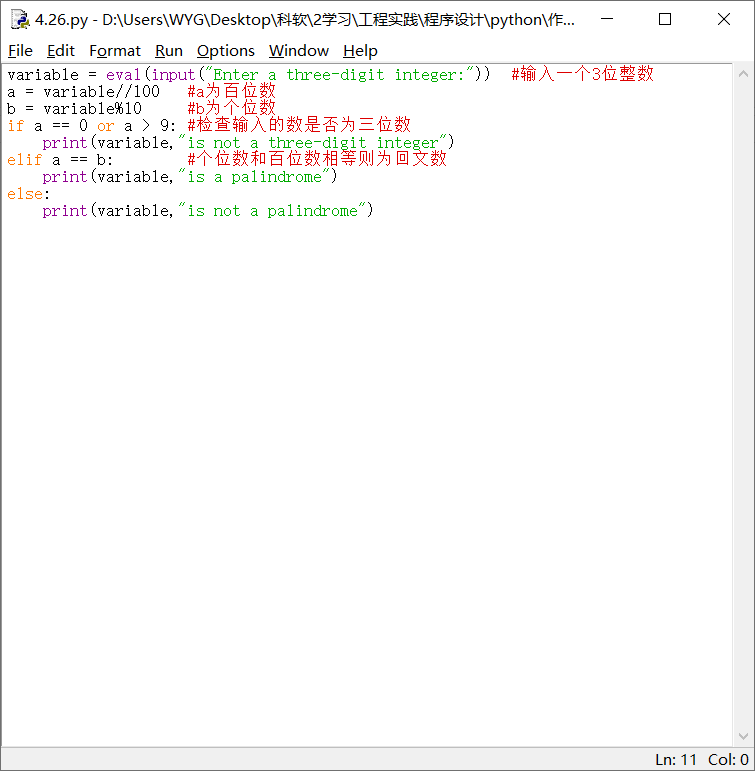 4.26.py - D:\Users\WYG\Desktop\科软\2学习\工程实践\程序设计\python\作...
File Edit Format Run Options Window Help
variable = eval(input("Enter a three-digit integer:"))  #输入一个3位整数
a = variable//100   #a为百位数
b = variable%10     #b为个位数
if a == 0 or a > 9: #检查输入的数是否为三位数
    print(variable,"is not a three-digit integer")
elif a == b:        #个位数和百位数相等则为回文数
    print(variable,"is a palindrome")
else:
    print(variable,"is not a palindrome")
Ln: 11 Col: 0